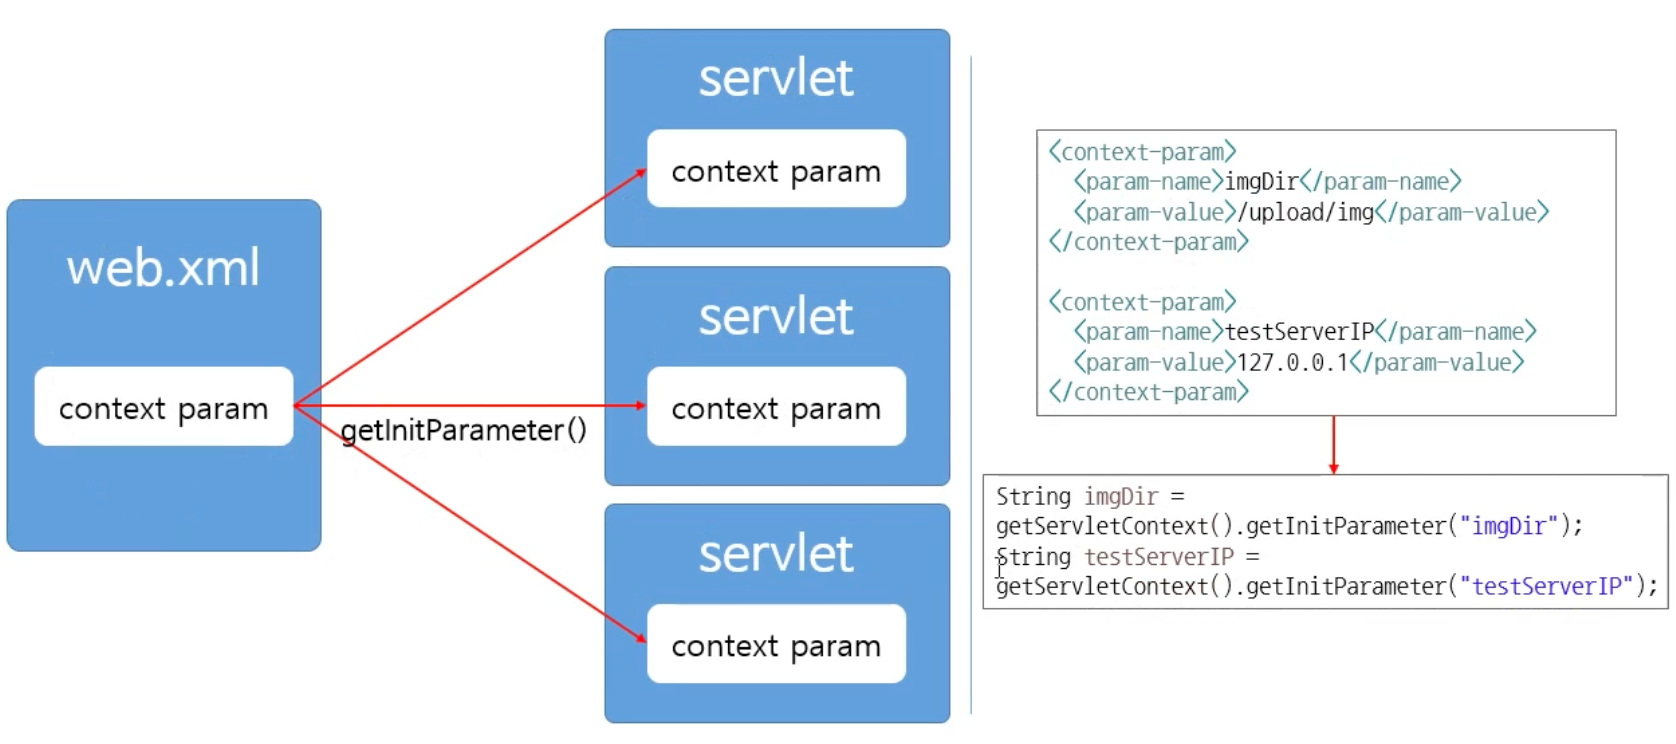 web.xml
context param
getInitParameter()
servlet
context param
servlet
context param
servlet
context param
<context-param>
<param-name>imgDir</param-name>
<param-value>/upload/img</param-value>
</context-param>
<context-param>
<param-name>testServerIP</param-name>
<param-value>127.0.0.1</param-value>
</context-param>
String imgDir =
getServletContext().getInitParameter("imgDir");
String testServerIP =
getServletContext().getInitParameter("testServerIP");